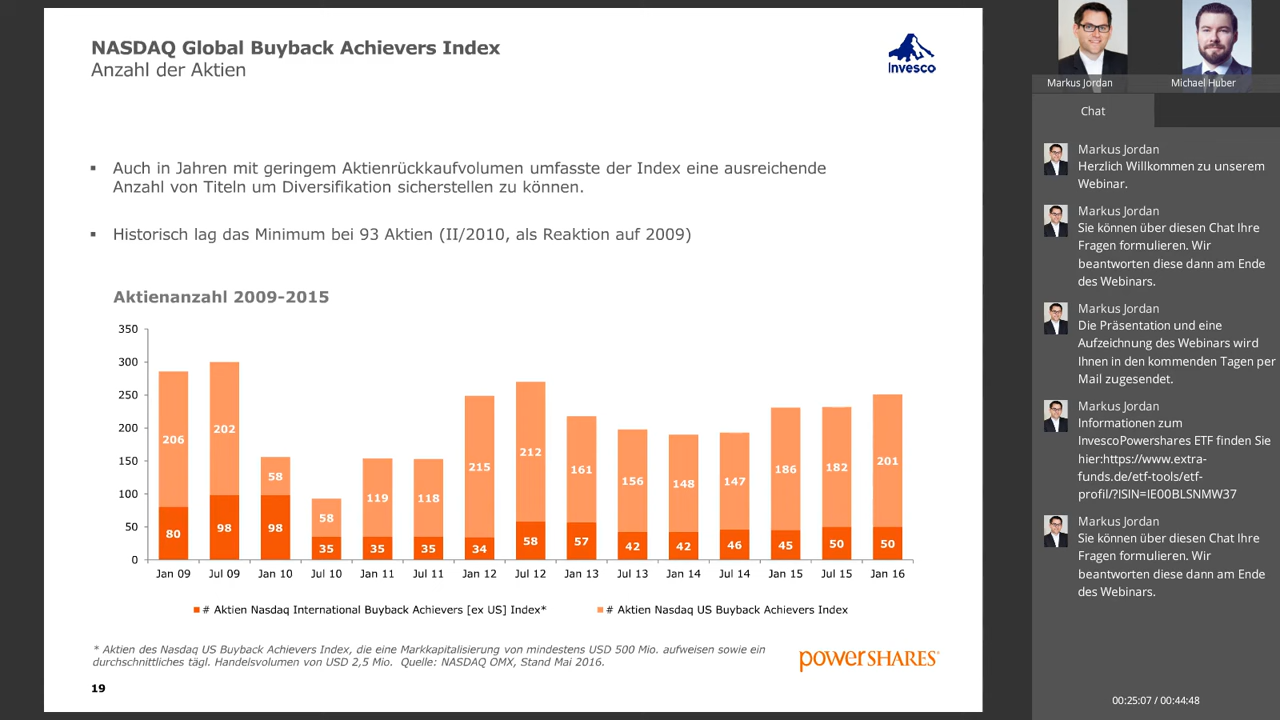 NASDAQ Global Buyback Achievers Index
Anzahl der Aktien
Invesco
▪ Auch in Jahren mit geringem Aktienrückkaufvolumen umfasste der Index eine ausreichende
Anzahl von Titeln um Diversifikation sicherstellen zu können.
▪ Historisch lag das Minimum bei 93 Aktien (II/2010, als Reaktion auf 2009)
Aktienanzahl 2009-2015
350
300
250
200
150
100
50
0
206 202 58 58 119 118 215 212 161 156 148 147 186 182 201
80 98 98 35 35 35 34 58 57 42 42 46 45 50 50
Jan 09 Jul 09 Jan 10 Jul 10 Jan 11 Jul 11 Jan 12 Jul 12 Jan 13 Jul 13 Jan 14 Jul 14 Jan 15 Jul 15 Jan 16
# Aktien Nasdaq International Buyback Achievers [ex US] Index* # Aktien Nasdaq US Buyback Achievers Index
* Aktien des Nasdaq US Buyback Achievers Index, die eine Markkapitalisierung von mindestens USD 500 Mio. aufweisen sowie ein
durchschnittliches tägl. Handelsvolumen von USD 2,5 Mio. Quelle: NASDAQ OMX, Stand Mai 2016.
powerSHARES®
19
Markus Jordan Michael Huber
Chat
Markus Jordan
Herzlich Willkommen zu unserem
Webinar.
Markus Jordan
Sie können über diesen Chat Ihre
Fragen formulieren. Wir
beantworten diese dann am Ende
des Webinars.
Markus Jordan
Die Präsentation und eine
Aufzeichnung des Webinars wird
Ihnen in den kommenden Tagen per
Mail zugesendet.
Markus Jordan
Informationen zum
InvescoPowershares ETF finden Sie
hier:https://www.extra-
funds.de/etf-tools/etf-
profil/?ISIN=IE00BLSNMW37
Markus Jordan
Sie können über diesen Chat Ihre
Fragen formulieren. Wir
beantworten diese dann am Ende
des Webinars.
00:25:07 / 00:44:48